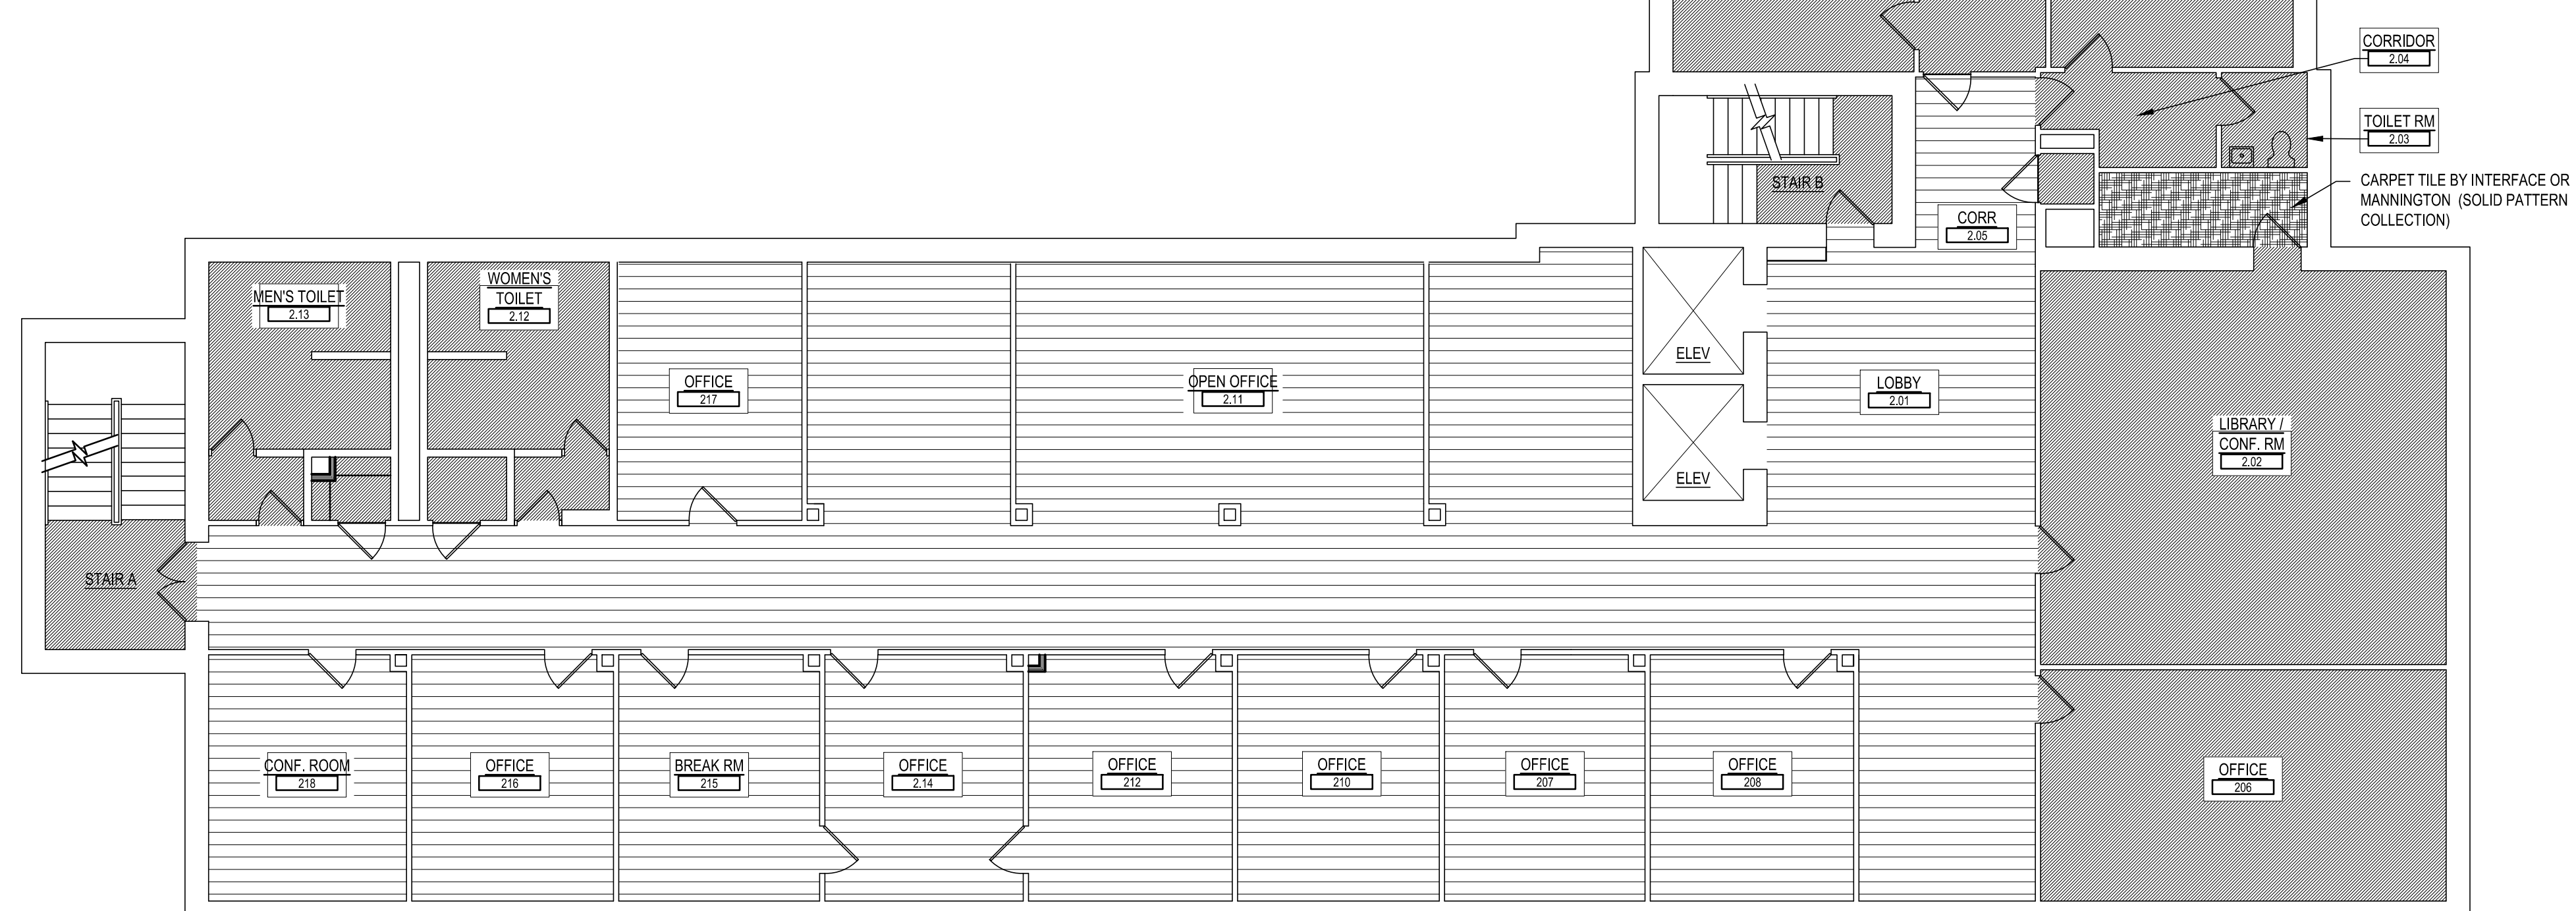 CORRIDOR
2.04
TOILET RM
2.03
CARPET TILE BY INTERFACE OR
MANNINGTON (SOLID PATTERN
COLLECTION)
STAIR B
CORR
2.05
MEN'S TOILET
2.13
WOMEN'S
TOILET
2.12
OFFICE
217
OPEN OFFICE
2.11
ELEV
ELEV
LOBBY
2.01
LIBRARY /
CONF. RM
2.02
STAIR A
CONF. ROOM
218
OFFICE
216
BREAK RM
215
OFFICE
2.14
OFFICE
212
OFFICE
210
OFFICE
207
OFFICE
208
OFFICE
206